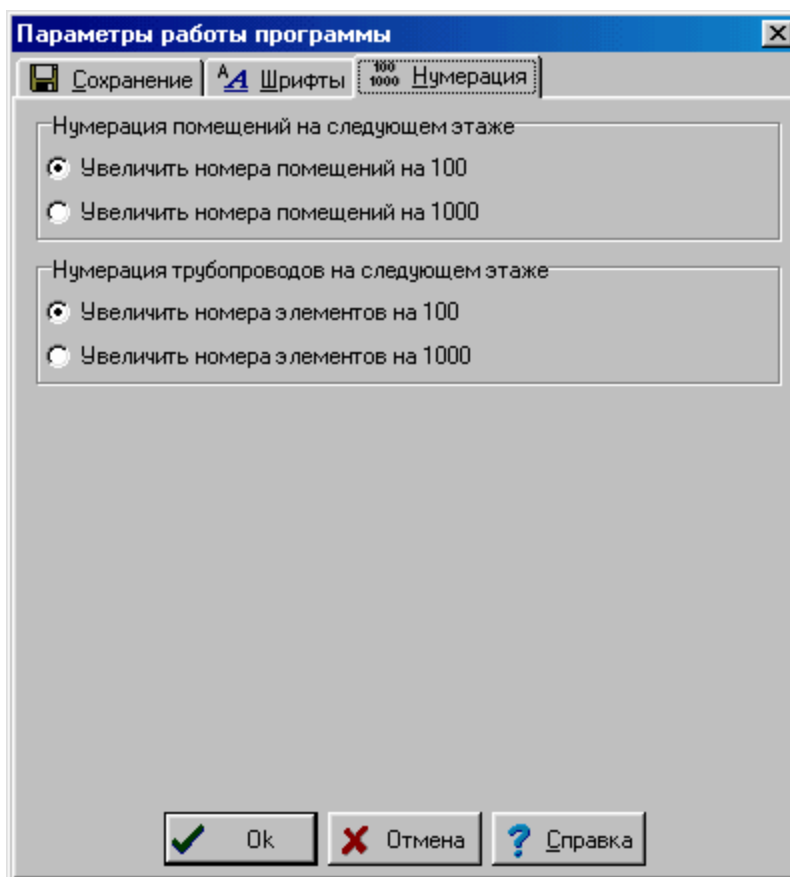 Параметры работы программы
Сохранение АА Шрифты 100 1000 Нумерация
Нумерация помещений на следующем этаже
Увеличить номера помещений на 100
Увеличить номера помещений на 1000
Нумерация трубопроводов на следующем этаже
Увеличить номера элементов на 100
Увеличить номера элементов на 1000
Ok Отмена ? Справка